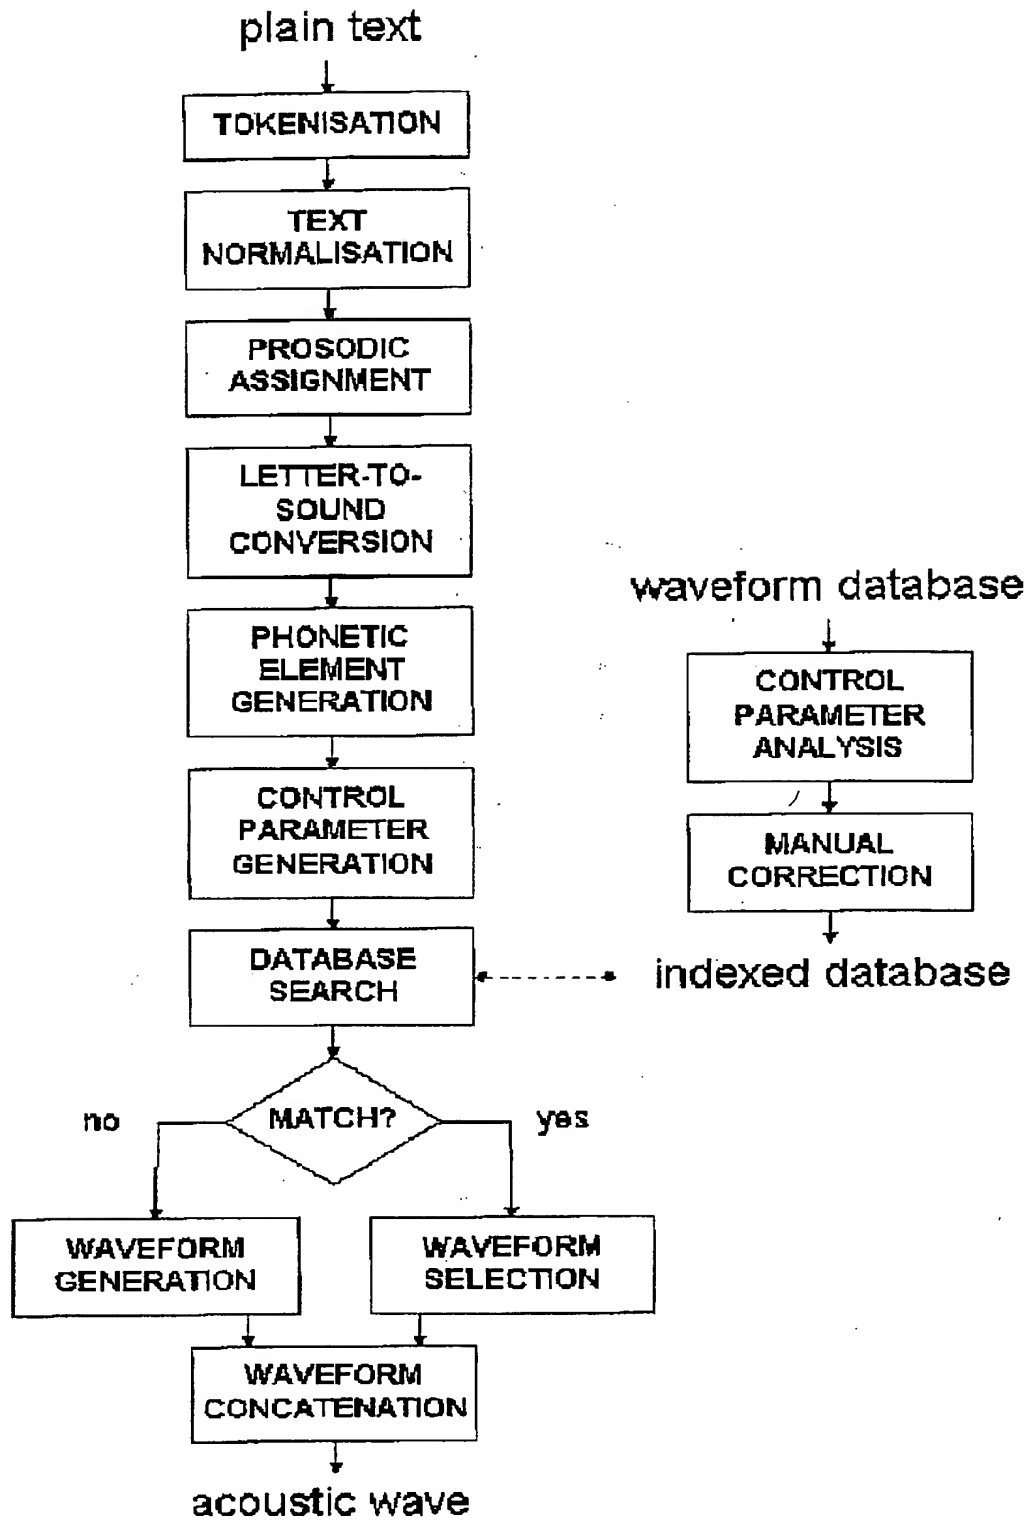 plain text
TOKENISATION
TEXT
NORMALISATION
PROSODIC
ASSIGNMENT
LETTER-TO-
SOUND
CONVERSION
PHONETIC
ELEMENT
GENERATION
CONTROL
PARAMETER
GENERATION
DATABASE
SEARCH
MATCH?
no
yes
WAVEFORM
GENERATION
WAVEFORM
SELECTION
WAVEFORM
CONCATENATION
acoustic wave
waveform database
CONTROL
PARAMETER
ANALYSIS
MANUAL
CORRECTION
indexed database